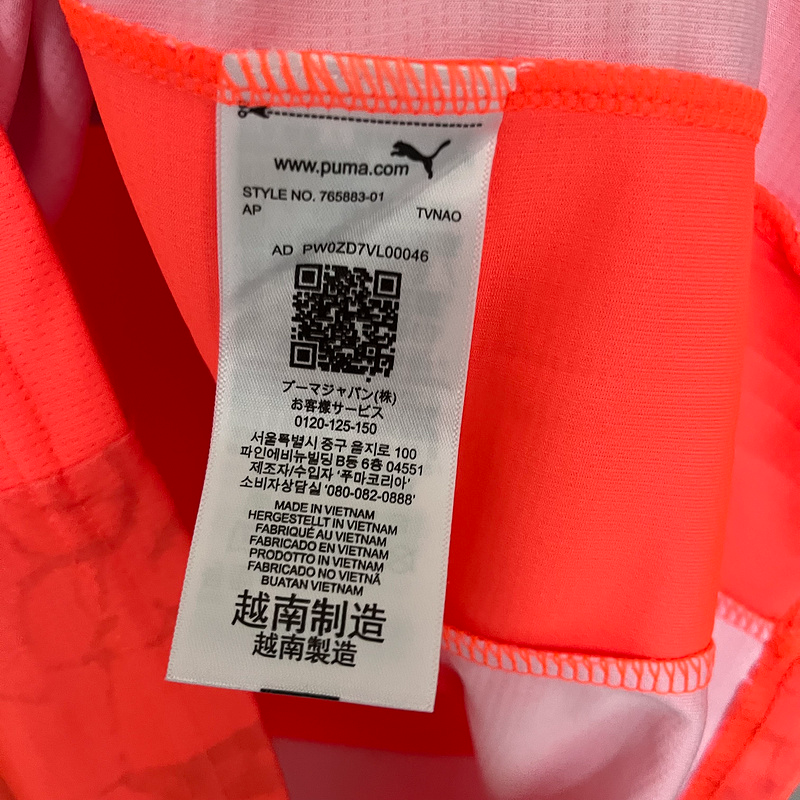 www.puma.com
STYLE NO. 765883-01
AP TVNAO
AD PW0ZD7VL00046
プーマジャパン(株)
お客様サービス
0120-125-150
서울특별시 중구 을지로 100
파인에비뉴빌딩 B동 6층 04551
제조자/수입자 '푸마코리아'
소비자상담실 '080-082-0888'
MADE IN VIETNAM
HERGESTELLT IN VIETNAM
FABRIQUÉ AU VIETNAM
FABRICADO EN VIETNAM
PRODOTTO IN VIETNAM
FABRICADO NO VIETNÃ
BUATAN VIETNAM
越南制造
越南製造